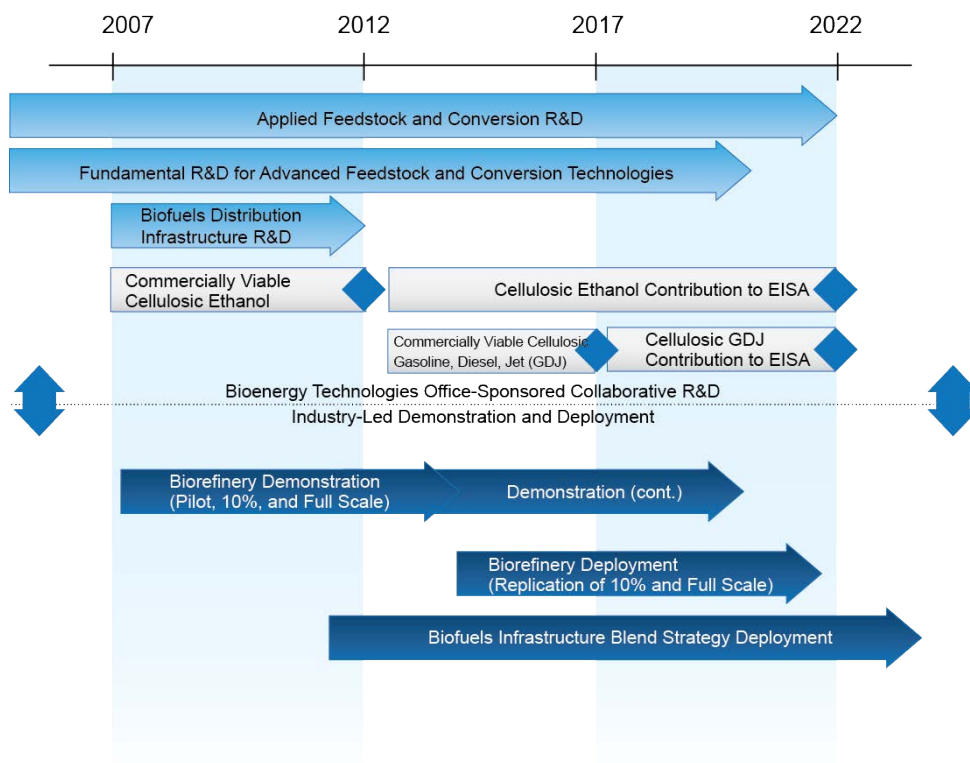 2007 2012 2017 2022
Applied Feedstock and Conversion R&D
Fundamental R&D for Advanced Feedstock and Conversion Technologies
Biofuels Distribution
Infrastructure R&D
Commercially Viable
Cellulosic Ethanol
Cellulosic Ethanol Contribution to EISA
Commercially Viable Cellulosic
Gasoline, Diesel, Jet (GDJ)
Cellulosic GDJ
Contribution to EISA
Bioenergy Technologies Office-Sponsored Collaborative R&D
Industry-Led Demonstration and Deployment
Biorefinery Demonstration
(Pilot, 10%, and Full Scale)
Demonstration (cont.)
Biorefinery Deployment
(Replication of 10% and Full Scale)
Biofuels Infrastructure Blend Strategy Deployment